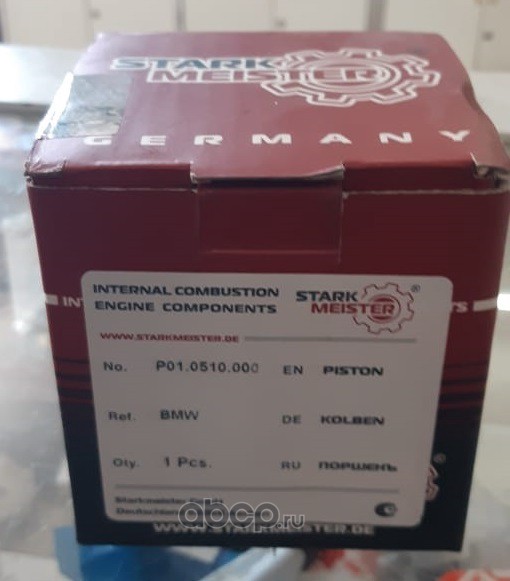 STARK
MEISTER
GERMANY
INTERNAL COMBUSTION
ENGINE COMPONENTS
STARK
MEISTER®
WWW.STARKMEISTER.DE
No. P01.0510.000 EN PISTON
Ref. BMW DE KOLBEN
Qty. 1 Pcs. RU ПОРШЕНЬ
Starkmeister
abcp.ru
WWW.STARKMEISTER.DE